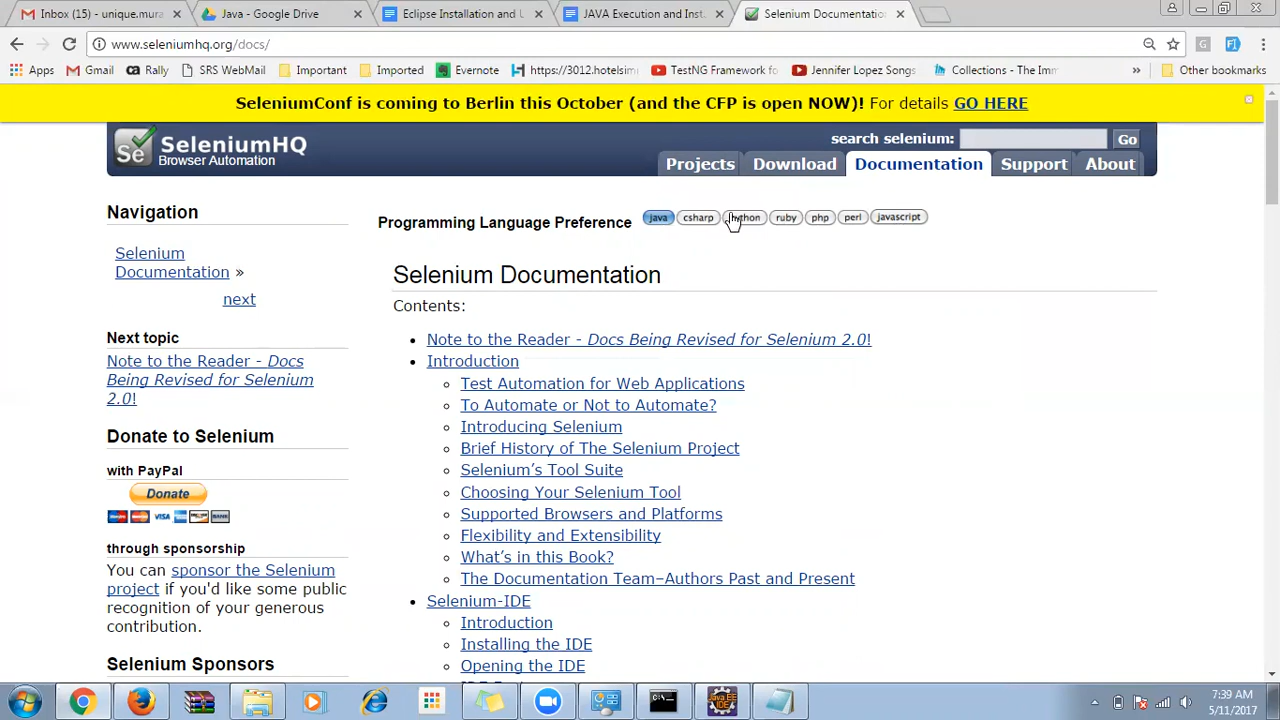 Inbox (15) - unique.mura
Java - Google Drive
Eclipse Installation and U
JAVA Execution and Inst
Selenium Documentation
www.seleniumhq.org/docs/
Apps
Gmail
Rally
SRS WebMail
Important
Imported
Evernote
https://3012.hotelsim
TestNG Framework fo
Jennifer Lopez Songs
Collections - The Imm
»
Other bookmarks
SeleniumConf is coming to Berlin this October (and the CFP is open NOW)! For details GO HERE
SeleniumHQ
Browser Automation
Se
search selenium:
Go
Projects
Download
Documentation
Support
About
Navigation
Selenium
Documentation »
next
Next topic
Note to the Reader - Docs
Being Revised for Selenium
2.0!
Donate to Selenium
with PayPal
Donate
VISA
through sponsorship
You can sponsor the Selenium
project if you'd like some public
recognition of your generous
contribution.
Selenium Sponsors
Programming Language Preference
java
csharp
ruby
php
perl
javascript
Selenium Documentation
Contents:
• Note to the Reader - Docs Being Revised for Selenium 2.0!
• Introduction
◦ Test Automation for Web Applications
◦ To Automate or Not to Automate?
◦ Introducing Selenium
◦ Brief History of The Selenium Project
◦ Selenium's Tool Suite
◦ Choosing Your Selenium Tool
◦ Supported Browsers and Platforms
◦ Flexibility and Extensibility
◦ What's in this Book?
◦ The Documentation Team–Authors Past and Present
• Selenium-IDE
◦ Introduction
◦ Installing the IDE
◦ Opening the IDE
Java EE
IDE
7:39 AM
5/11/2017